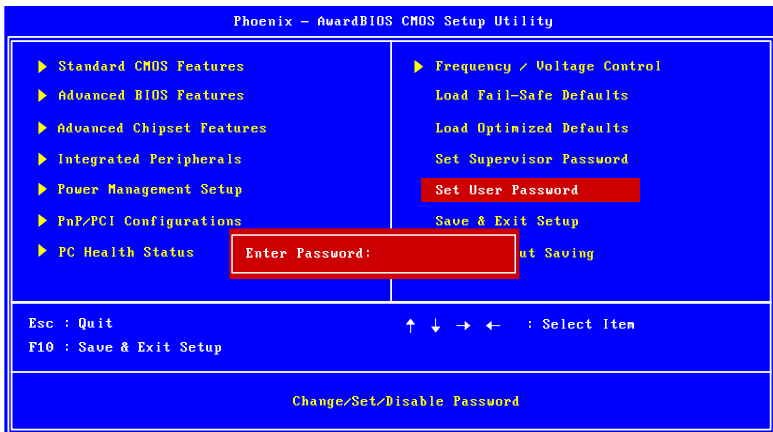 Phoenix – AwardBIOS CMOS Setup Utility
Standard CMOS Features
Advanced BIOS Features
Advanced Chipset Features
Integrated Peripherals
Power Management Setup
PnP/PCI Configurations
PC Health Status
Frequency / Voltage Control
Load Fail-Safe Defaults
Load Optimized Defaults
Set Supervisor Password
Set User Password
Save & Exit Setup
ut Saving
Enter Password:
Esc : Quit
F10 : Save & Exit Setup
↑ ↓ → ← : Select Item
Change/Set/Disable Password